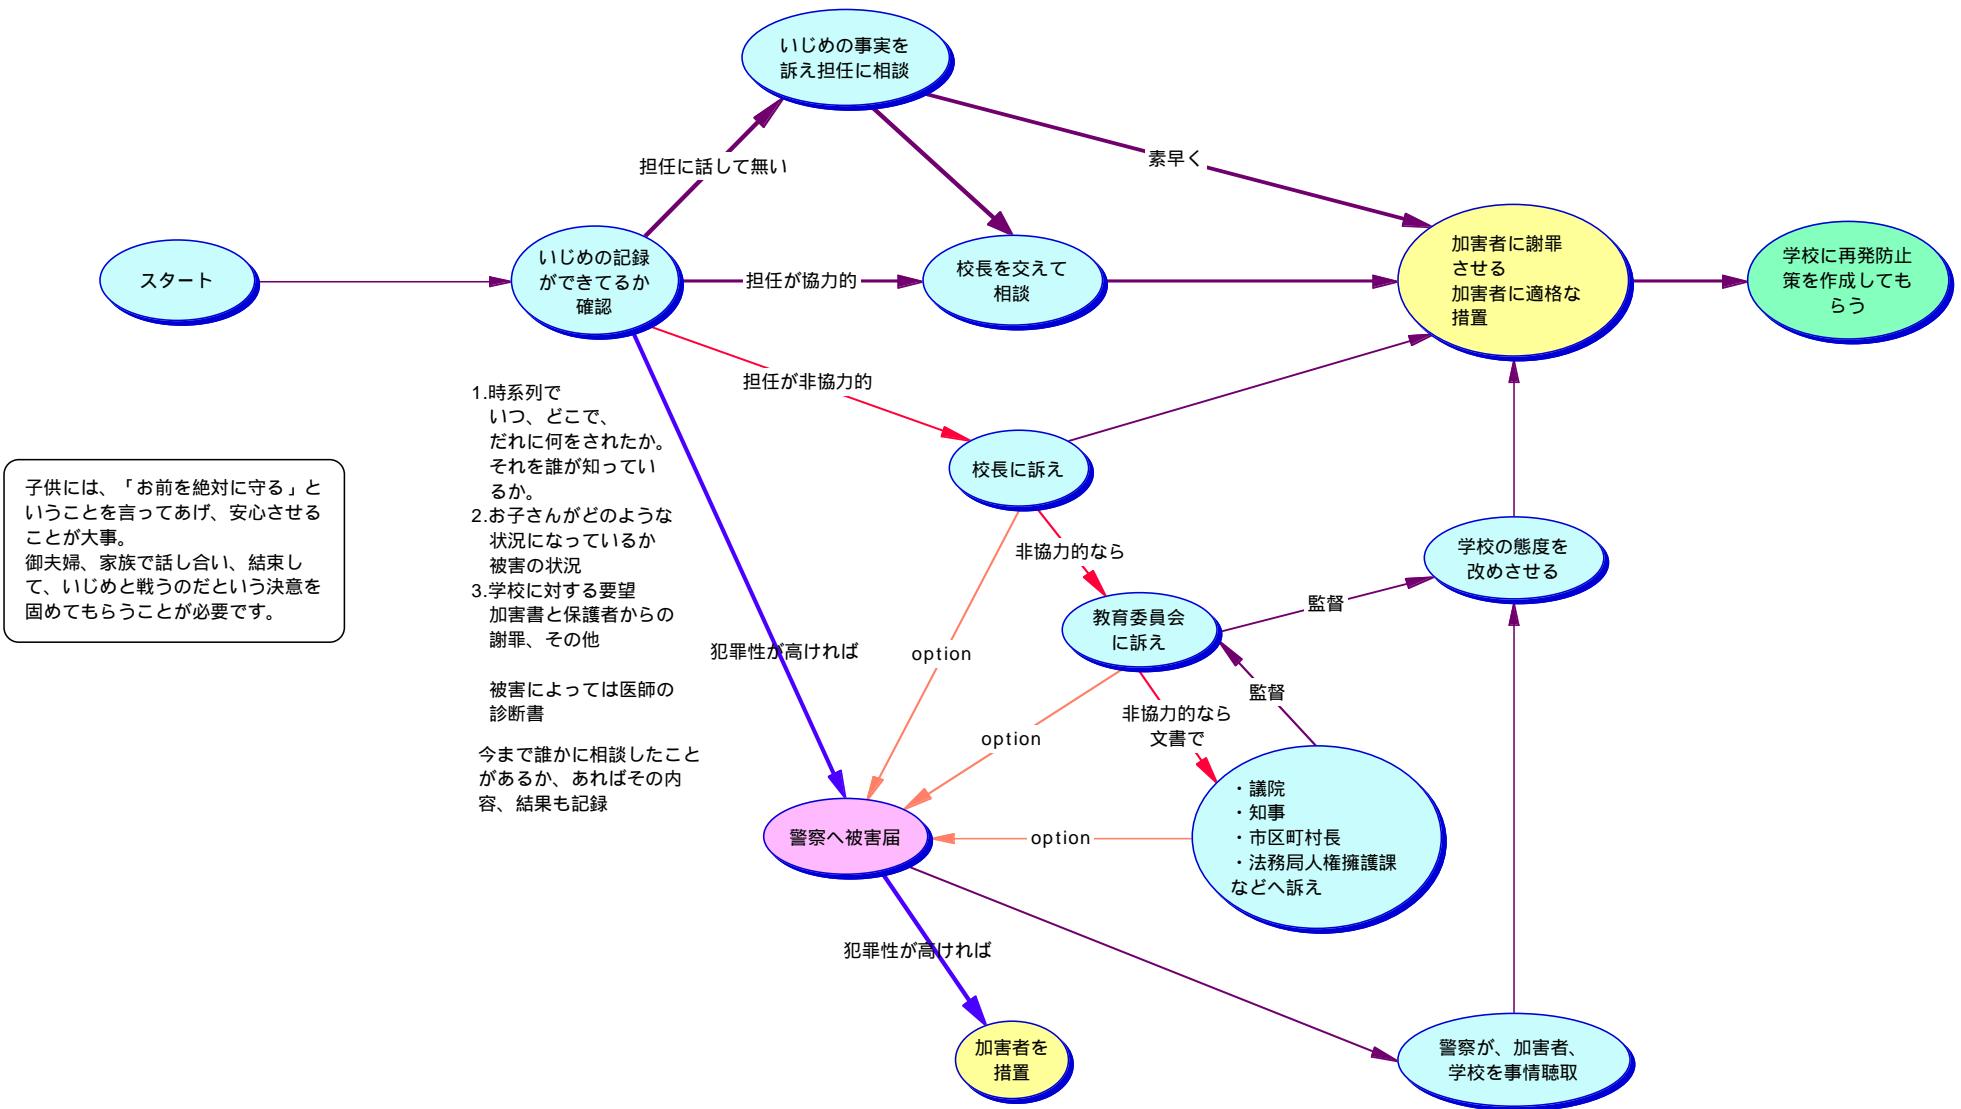 いじめの事実を
訴え担任に相談
担任に話して無い
素早く
スタート
いじめの記録
ができてるか
確認
担任が協力的
校長を交えて
相談
加害者に謝罪
させる
加害者に適格な
措置
学校に再発防止
策を作成しても
らう
担任が非協力的
1.時系列で
いつ、どこで、
だれに何をされたか。
それを誰が知ってい
るか。
2.お子さんがどのような
状況になっているか
被害の状況
3.学校に対する要望
加害書と保護者からの
謝罪、その他
被害によっては医師の
診断書
今まで誰かに相談したこと
があるか、あればその内
容、結果も記録
子供には、「お前を絶対に守る」と
いうことを言ってあげ、安心させる
ことが大事。
御夫婦、家族で話し合い、結束し
て、いじめと戦うのだという決意を
固めてもらうことが必要です。
校長に訴え
非協力的なら
学校の態度を
改めさせる
教育委員会
に訴え
監督
犯罪性が高ければ
option
監督
非協力的なら
文書で
option
・議院
・知事
・市区町村長
・法務局人権擁護課
などへ訴え
警察へ被害届
option
犯罪性が高ければ
加害者を
措置
警察が、加害者、
学校を事情聴取